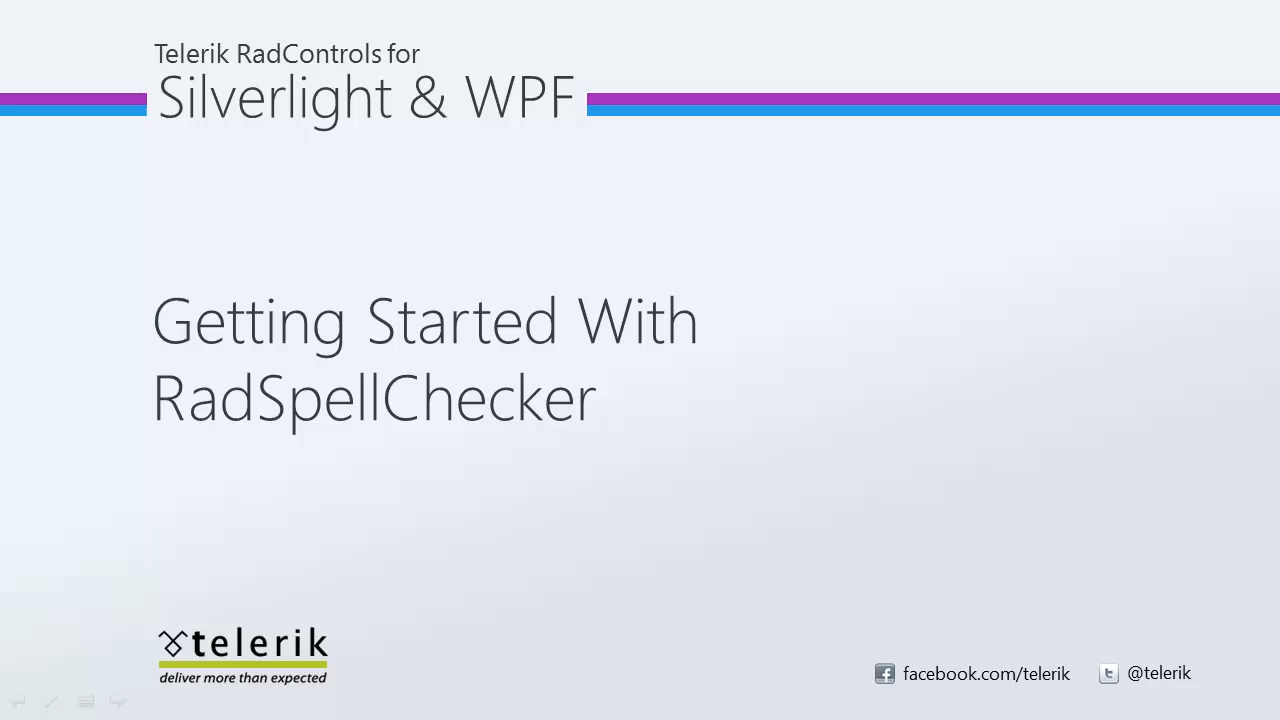 Telerik RadControls for
Silverlight & WPF
Getting Started With
RadSpellChecker
telerik
deliver more than expected
facebook.com/telerik
@telerik